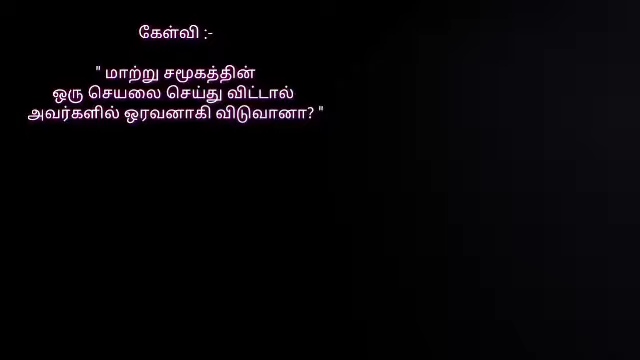 கேள்வி :-
" மாற்று சமூகத்தின்
ஒரு செயலை செய்து விட்டால்
அவர்களில் ஒரவனாகி விடுவானா? "